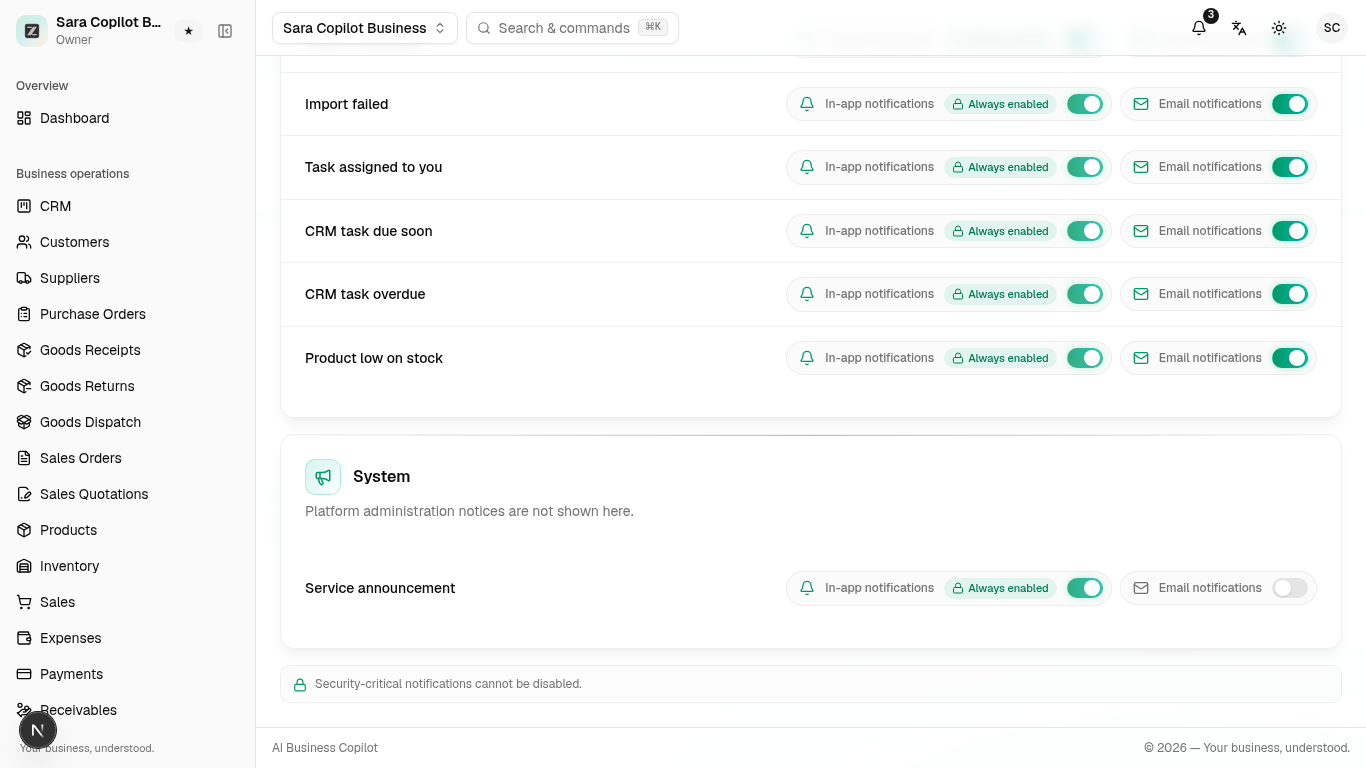 Sara Copilot B...
Owner
Sara Copilot Business
Search & commands
⌘K
3
SC
Overview
Dashboard
Business operations
CRM
Customers
Suppliers
Purchase Orders
Goods Receipts
Goods Returns
Goods Dispatch
Sales Orders
Sales Quotations
Products
Inventory
Sales
Expenses
Payments
Receivables
N
Your business, understood.
Import failed
In-app notifications Always enabled Email notifications
Task assigned to you
In-app notifications Always enabled Email notifications
CRM task due soon
In-app notifications Always enabled Email notifications
CRM task overdue
In-app notifications Always enabled Email notifications
Product low on stock
In-app notifications Always enabled Email notifications
System
Platform administration notices are not shown here.
Service announcement
In-app notifications Always enabled Email notifications
Security-critical notifications cannot be disabled.
AI Business Copilot
© 2026 — Your business, understood.